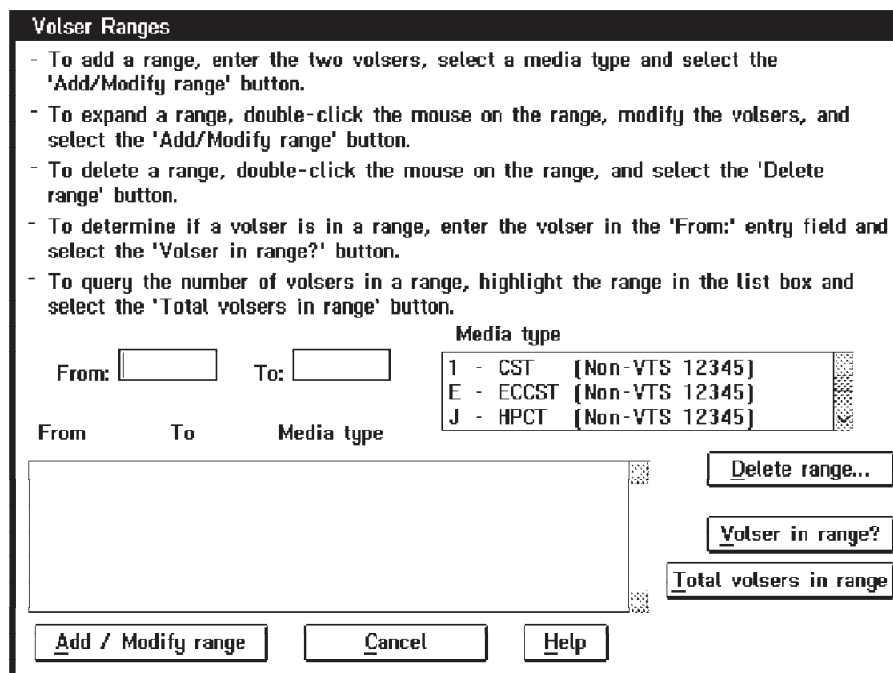 Volser Ranges
- To add a range, enter the two volsers, select a media type and select the
'Add/Modify range' button.
- To expand a range, double-click the mouse on the range, modify the volsers, and
select the 'Add/Modify range' button.
- To delete a range, double-click the mouse on the range, and select the 'Delete
range' button.
- To determine if a volser is in a range, enter the volser in the 'From:' entry field and
select the 'Volser in range?' button.
- To query the number of volsers in a range, highlight the range in the list box and
select the 'Total volsers in range' button.
Media type
From: To:
1 - CST (Non-VTS 12345)
E - ECCST (Non-VTS 12345)
J - HPCT (Non-VTS 12345)
From To Media type
Delete range...
Volser in range?
Total volsers in range
Add / Modify range Cancel Help